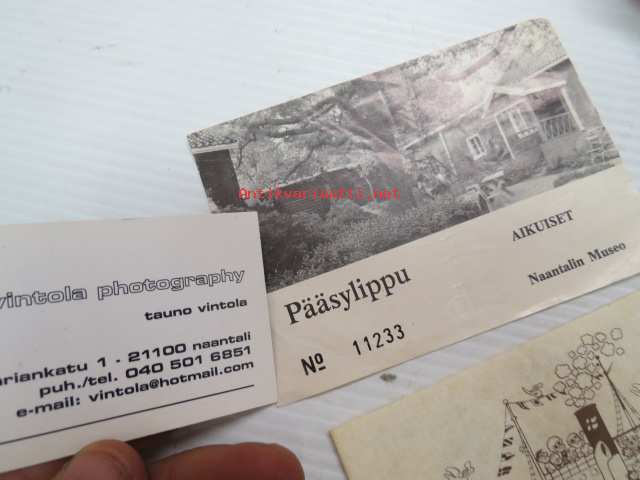 Antikvariaatti.net
AIKUISET
Naantalin Museo
Pääsylippu
Nº 11233
vintola photography
tauno vintola
1 - 21100 naantali
puh./tel. 040 501 6851
e-mail: vintola@hotmail.com